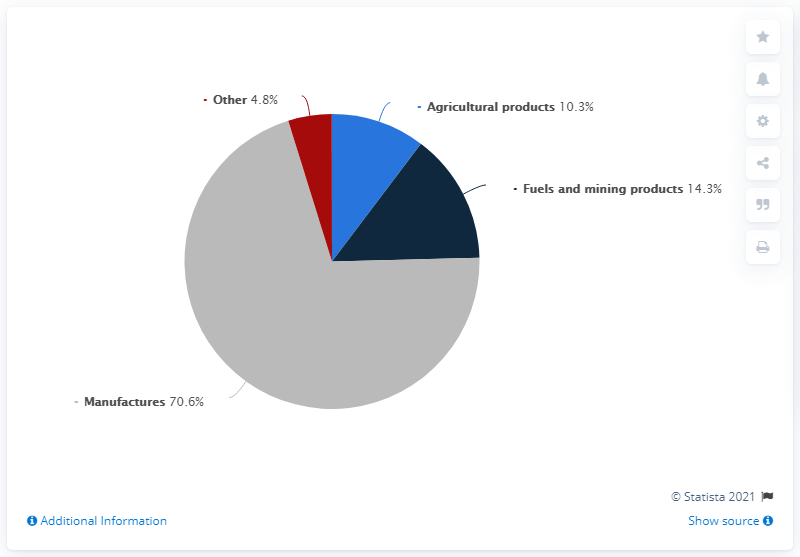 Other 4.8%
Agricultural products 10.3%
Fuels and mining products 14.3%
Manufactures 70.6%
© Statista 2021
Additional Information
Show source